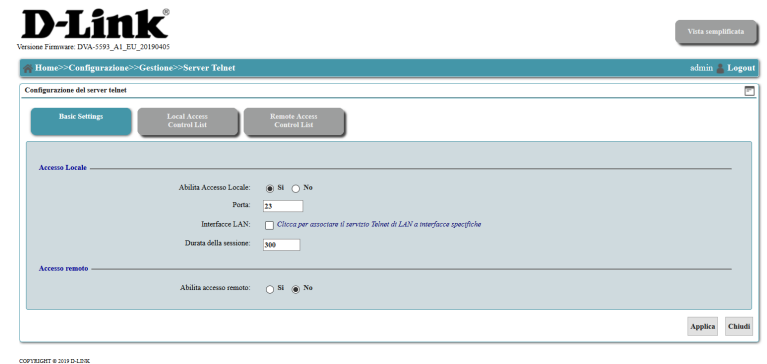 D-Link®
Versione Firmware: DVA-5593_A1_EU_20190405
Vista semplificata
Home>>Configurazione>>Gestione>>Server Telnet
admin Logout
Configurazione del server telnet
Basic Settings
Local Access
Control List
Remote Access
Control List
Accesso Locale
Abilita Accesso Locale: Si No
Porta: 23
Interfacce LAN: Clicca per associare il servizio Telnet di LAN a interfacce specifiche
Durata della sessione: 300
Accesso remoto
Abilita accesso remoto: Si No
Applica Chiudi
COPYRIGHT © 2019 D-LINK